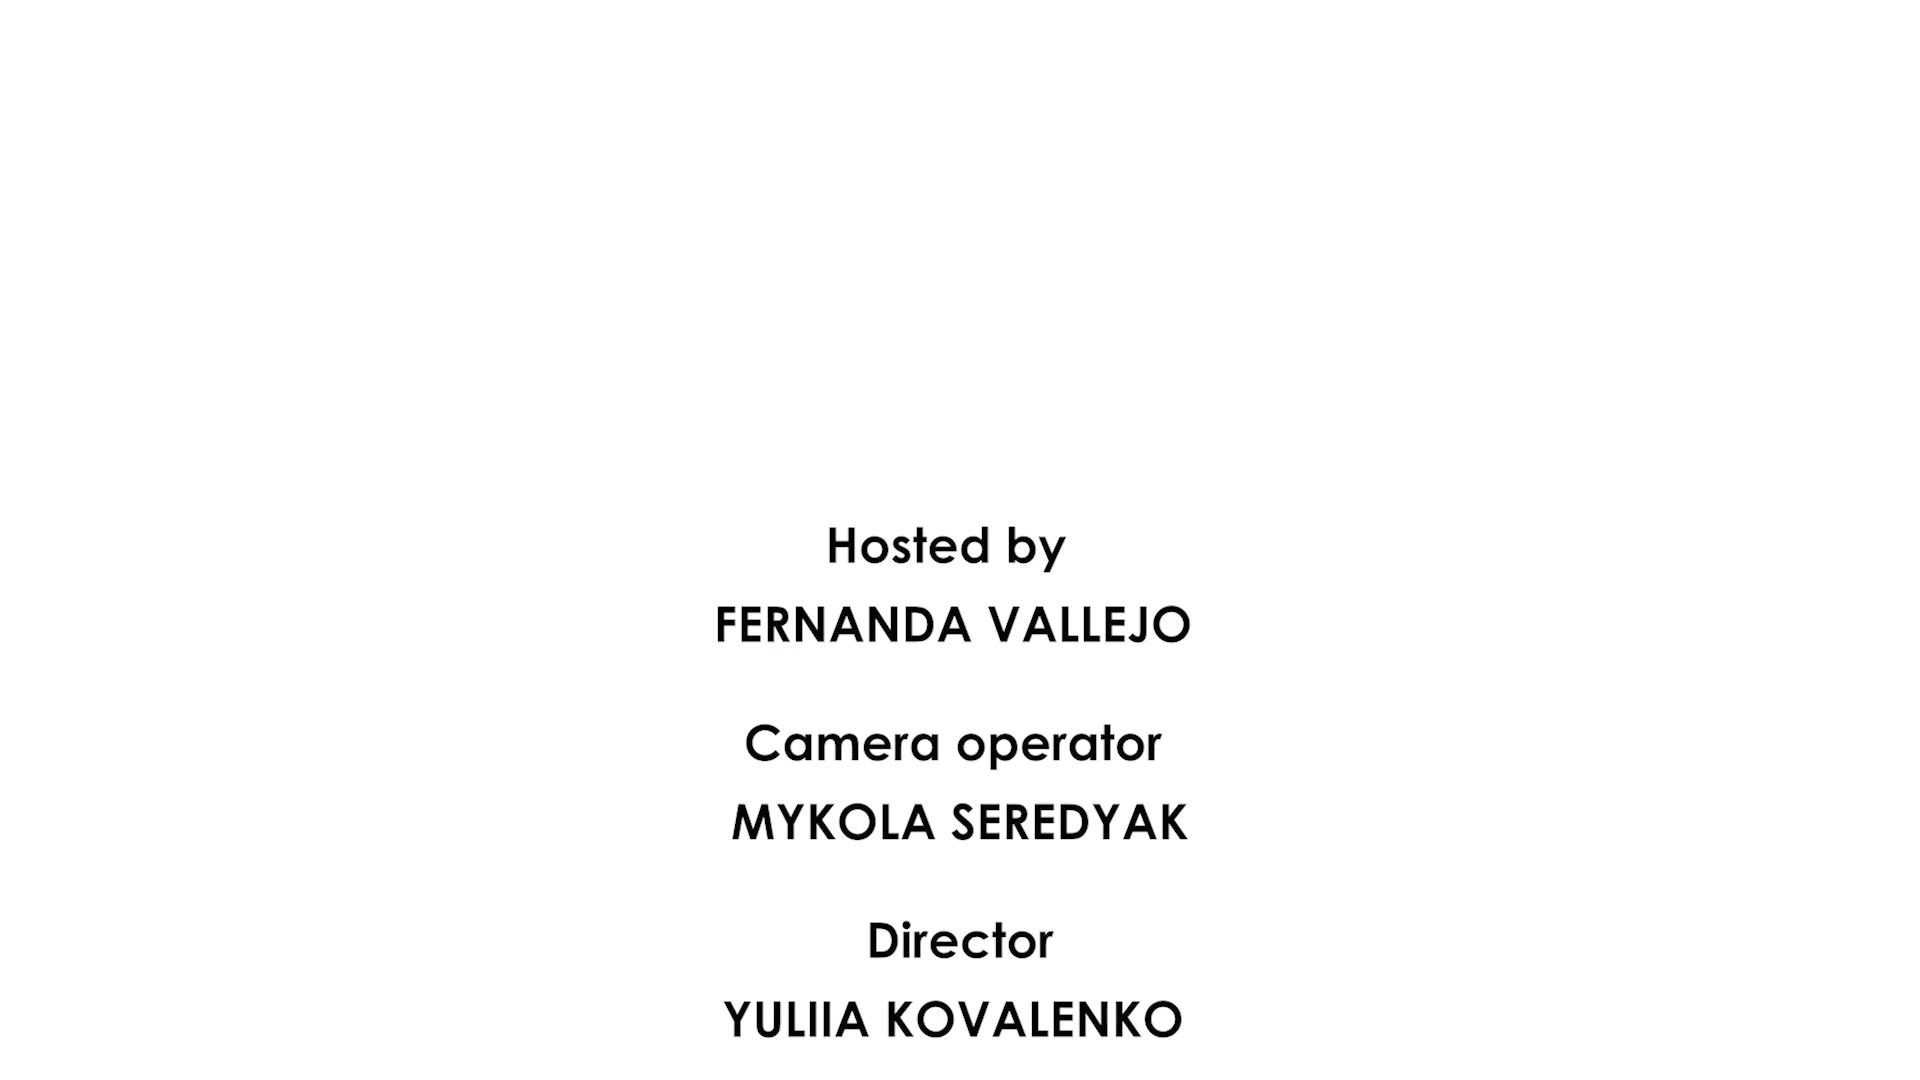 Hosted by
FERNANDA VALLEJO
Camera operator
MYKOLA SEREDYAK
Director
YULIIA KOVALENKO